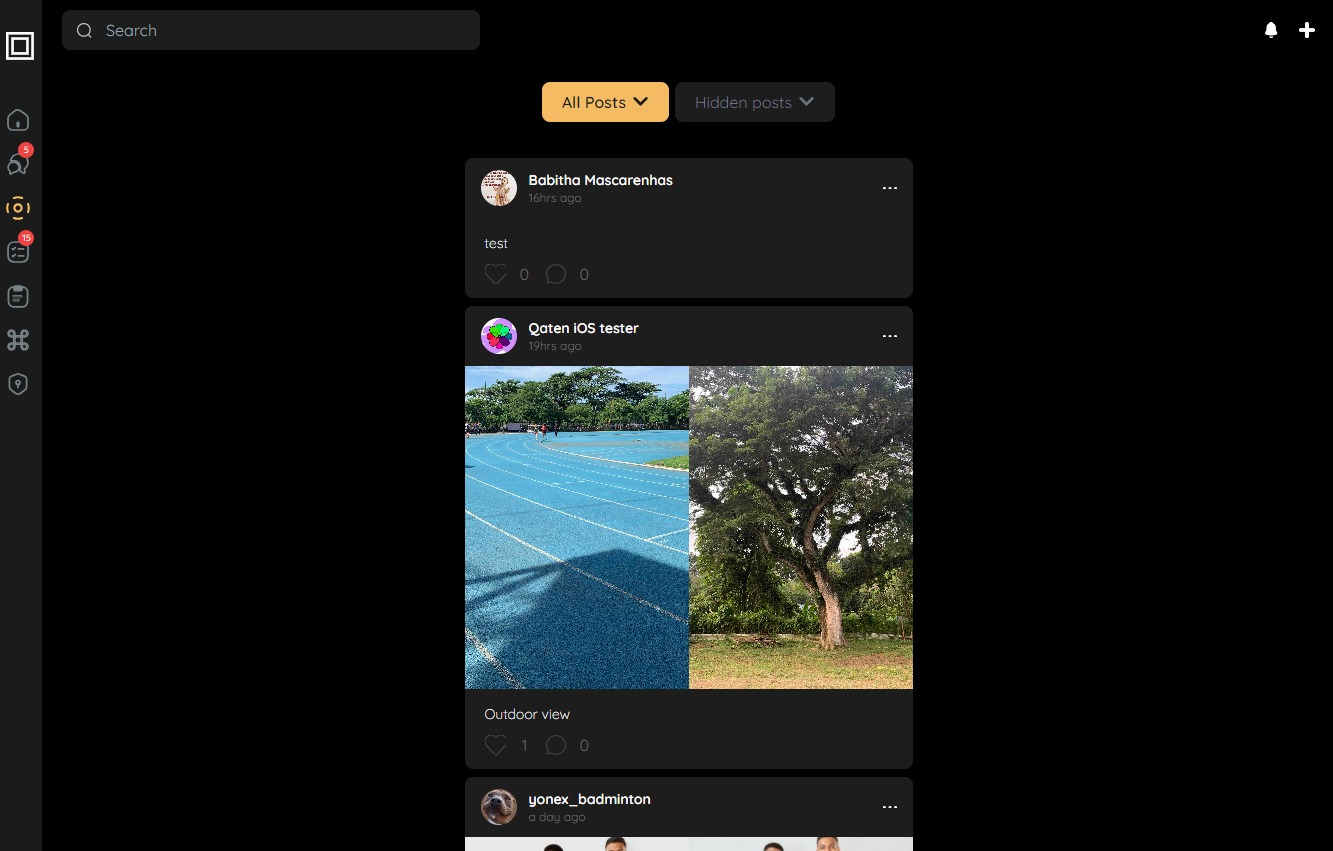 Search
All Posts
Hidden posts
5
15
Babitha Mascarenhas
16hrs ago
test
0
0
Qaten iOS tester
19hrs ago
Outdoor view
1
0
yonex_badminton
a day ago